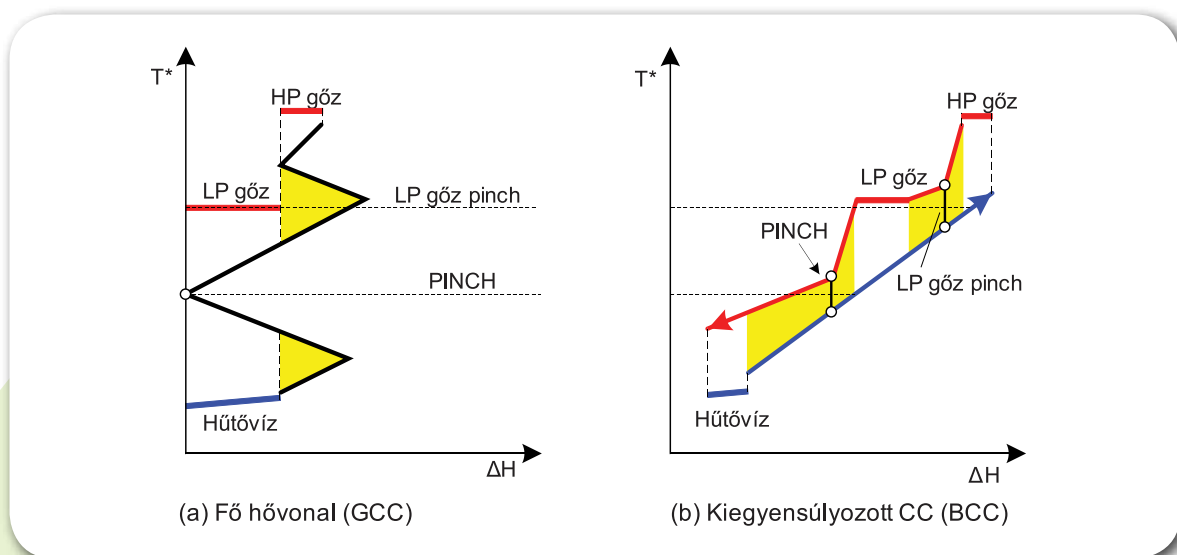 T*
HP gőz
LP gőz
LP gőz pinch
PINCH
Hűtővíz
ΔH
(a) Fő hővonal (GCC)
T*
HP gőz
LP gőz
PINCH
LP gőz pinch
Hűtővíz
ΔH
(b) Kiegyensúlyozott CC (BCC)